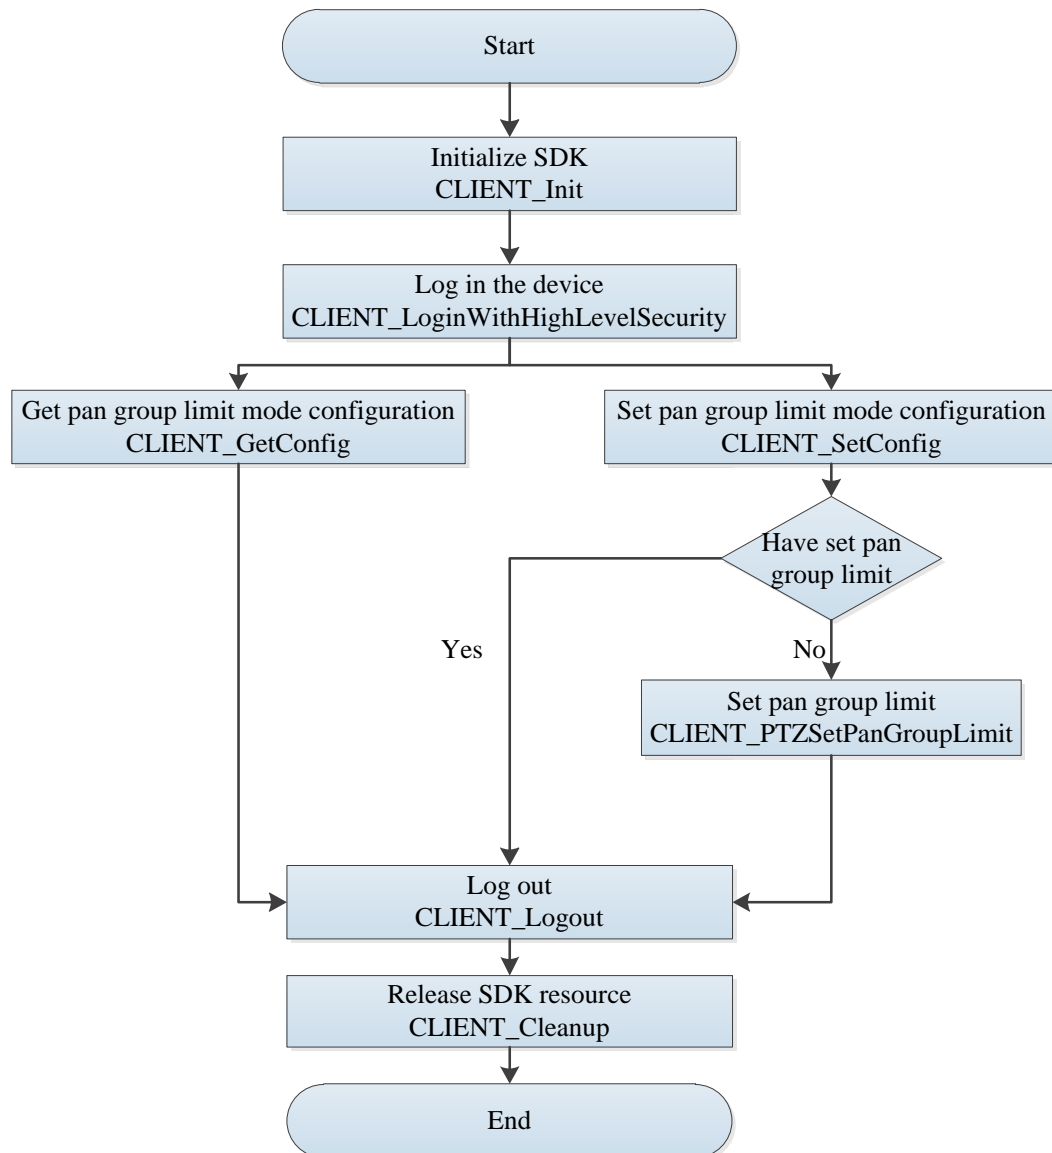 Start
Initialize SDK
CLIENT_Init
Log in the device
CLIENT_LoginWithHighLevelSecurity
Get pan group limit mode configuration
CLIENT_GetConfig
Set pan group limit mode configuration
CLIENT_SetConfig
Have set pan
group limit
Yes
No
Set pan group limit
CLIENT_PTZSetPanGroupLimit
Log out
CLIENT_Logout
Release SDK resource
CLIENT_Cleanup
End